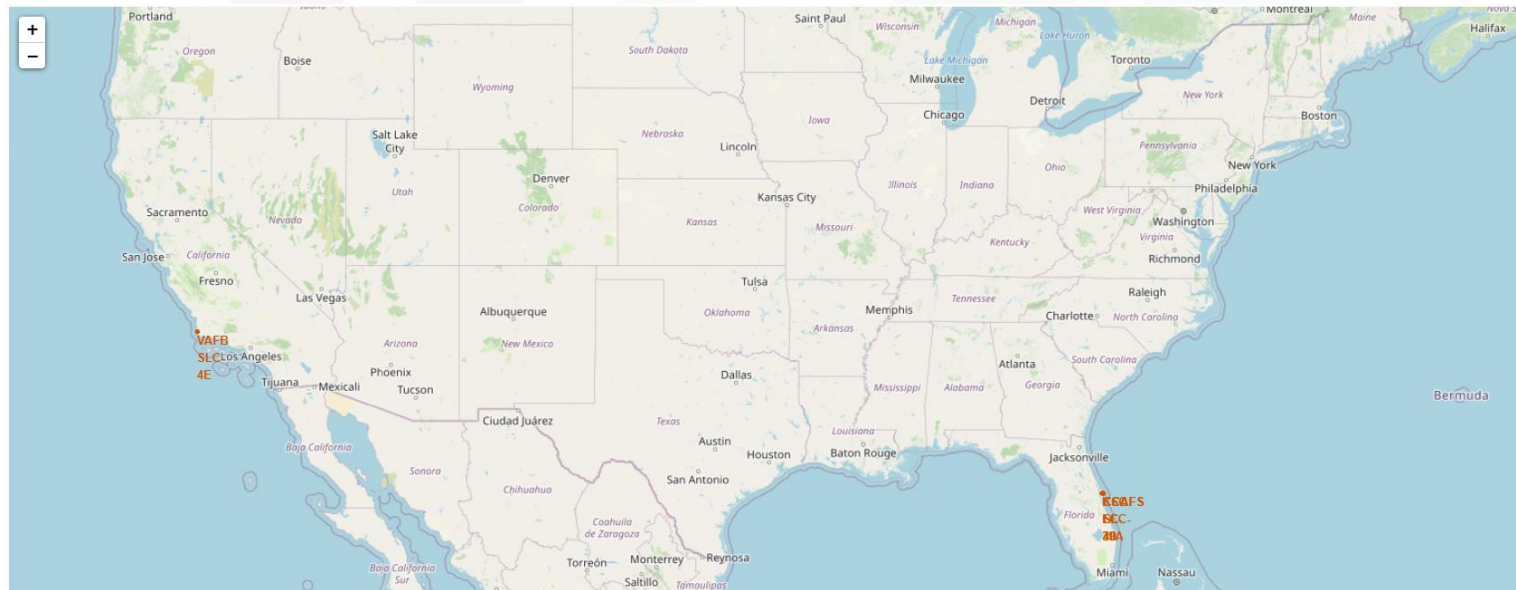 Portland
Saint Paul
Wisconsin
Michigan
Montréal
Maine
+
Oregon
Boise
South Dakota
Lake Huron
Halifax
−
Lake Michigan
Toronto
Wyoming
Milwaukee
New York
Detroit
Chicago
Boston
Iowa
Salt Lake
City
Nebraska
Lincoln
Pennsylvania
New York
Ohio
Denver
Illinois
Indiana
Philadelphia
Utah
Kansas City
Colorado
Sacramento
Nevada
Kansas
Missouri
West Virginia
Washington
Virginia
Kentucky
San Jose
California
Richmond
Fresno
Tulsa
Las Vegas
Raleigh
Tennessee
Albuquerque
Oklahoma
Memphis
Charlotte
North Carolina
Arkansas
VAFB
SLC-
4E
Los Angeles
Arizona
New Mexico
South Carolina
Atlanta
Phoenix
Dallas
Tijuana
Mexicali
Tucson
Mississippi
Alabama
Georgia
Bermuda
Ciudad Juárez
Texas
Louisiana
Baja California
Austin
Houston
Baton Rouge
Jacksonville
Sonora
San Antonio
Chihuahua
Florida
Coahuila
de Zaragoza
Torreón
Monterrey
Reynosa
Baja California
Sur
Saltillo
Tamaulipas
Miami
Nassau